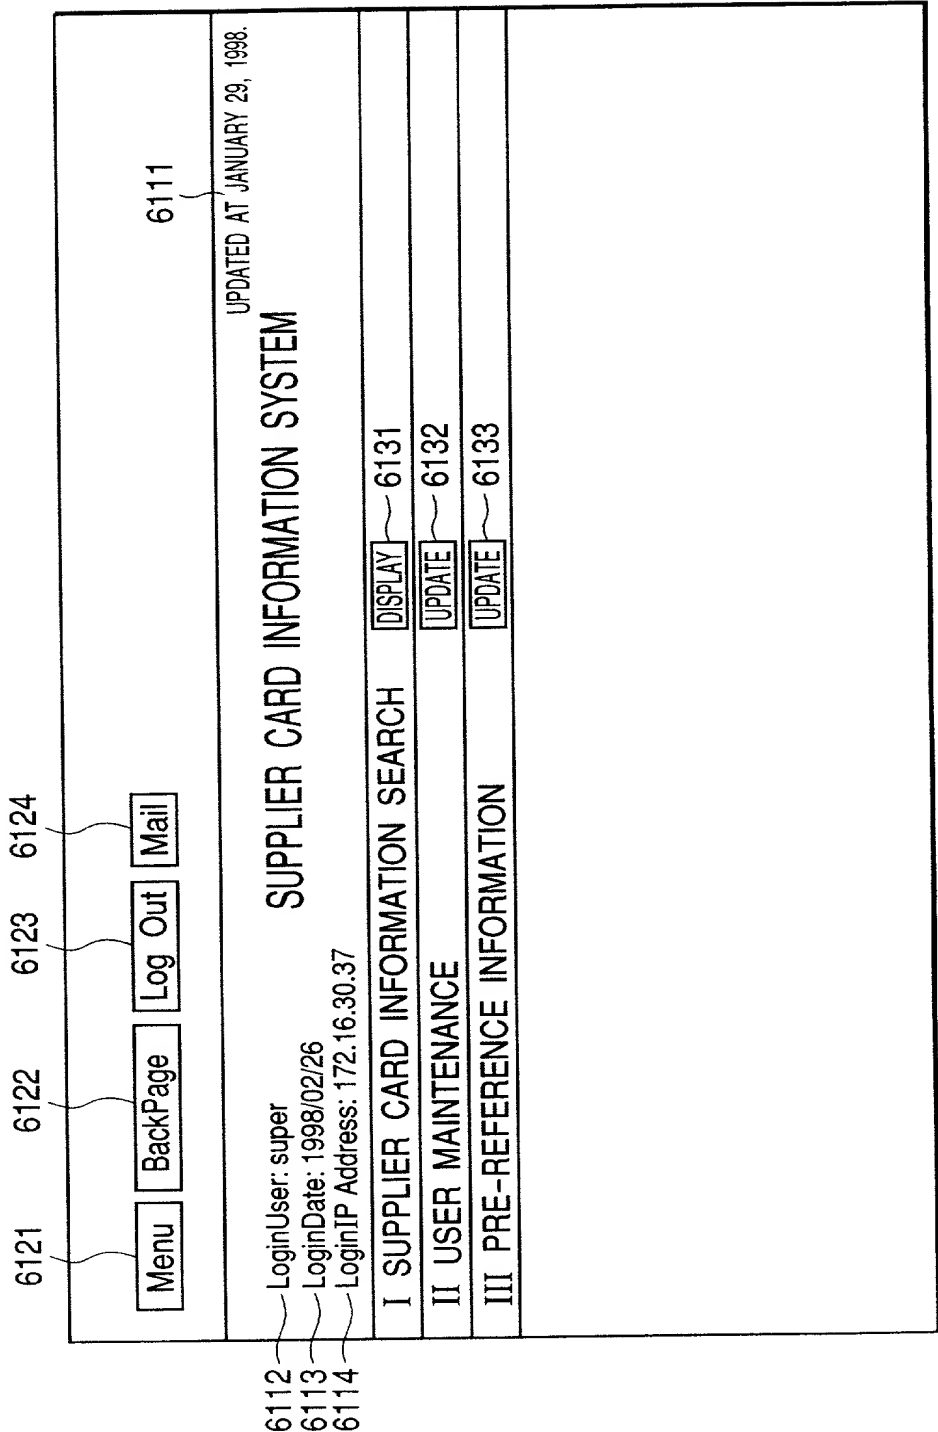 6121 6122 6123 6124
Menu BackPage Log Out Mail
6111
UPDATED AT JANUARY 29, 1998.
SUPPLIER CARD INFORMATION SYSTEM
6112 LoginUser: super
6113 LoginDate: 1998/02/26
6114 LoginIP Address: 172.16.30.37
I SUPPLIER CARD INFORMATION SEARCH DISPLAY 6131
II USER MAINTENANCE UPDATE 6132
III PRE-REFERENCE INFORMATION UPDATE 6133